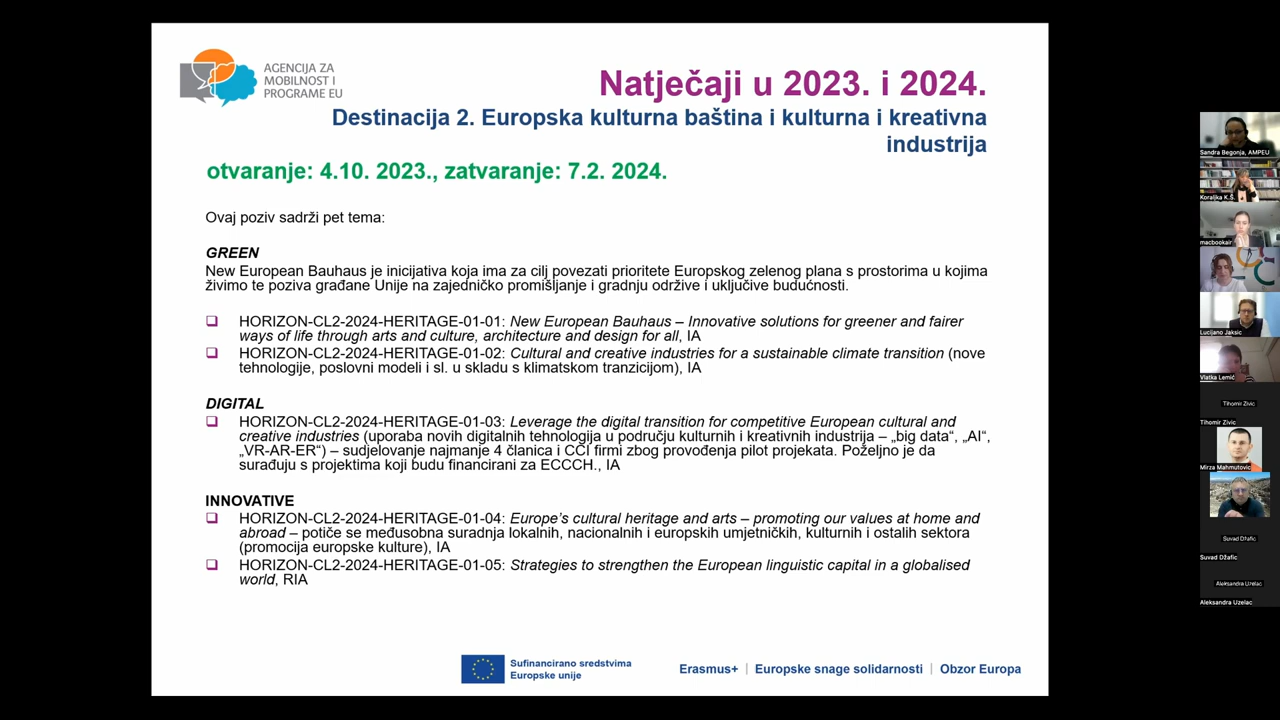 AGENCIJA ZA
MOBILNOST I
PROGRAME EU
Natječaji u 2023. i 2024.
Destinacija 2. Europska kulturna baština i kulturna i kreativna
industrija
otvaranje: 4.10. 2023., zatvaranje: 7.2. 2024.
Ovaj poziv sadrži pet tema:
GREEN
New European Bauhaus je inicijativa koja ima za cilj povezati prioritete Europskog zelenog plana s prostorima u kojima
živimo te poziva građane Unije na zajedničko promišljanje i gradnju održive i uključive budućnosti.
❑ HORIZON-CL2-2024-HERITAGE-01-01: New European Bauhaus – Innovative solutions for greener and fairer
ways of life through arts and culture, architecture and design for all, IA
❑ HORIZON-CL2-2024-HERITAGE-01-02: Cultural and creative industries for a sustainable climate transition (nove
tehnologije, poslovni modeli i sl. u skladu s klimatskom tranzicijom), IA
DIGITAL
❑ HORIZON-CL2-2024-HERITAGE-01-03: Leverage the digital transition for competitive European cultural and
creative industries (uporaba novih digitalnih tehnologija u području kulturnih i kreativnih industrija – „big data“, „AI“,
„VR-AR-ER“) – sudjelovanje najmanje 4 članica i CCI firmi zbog provođenja pilot projekata. Poželjno je da
surađuju s projektima koji budu financirani za ECCCH., IA
INNOVATIVE
❑ HORIZON-CL2-2024-HERITAGE-01-04: Europe’s cultural heritage and arts – promoting our values at home and
abroad – potiče se međusobna suradnja lokalnih, nacionalnih i europskih umjetničkih, kulturnih i ostalih sektora
(promocija europske kulture), IA
❑ HORIZON-CL2-2024-HERITAGE-01-05: Strategies to strengthen the European linguistic capital in a globalised
world, RIA
Sufinancirano sredstvima
Europske unije
Erasmus+ | Europske snage solidarnosti | Obzor Europa
Sandra Begonja, AMPEU
Koraljka K.Š.
macbookair
Lucijano Jaksic
Vlatka Lemić
Tihomir Zivic
Tihomir Zivic
Mirza Mahmutovic
Suvad Džafic
Suvad Džafic
Aleksandra Uzelac
Aleksandra Uzelac